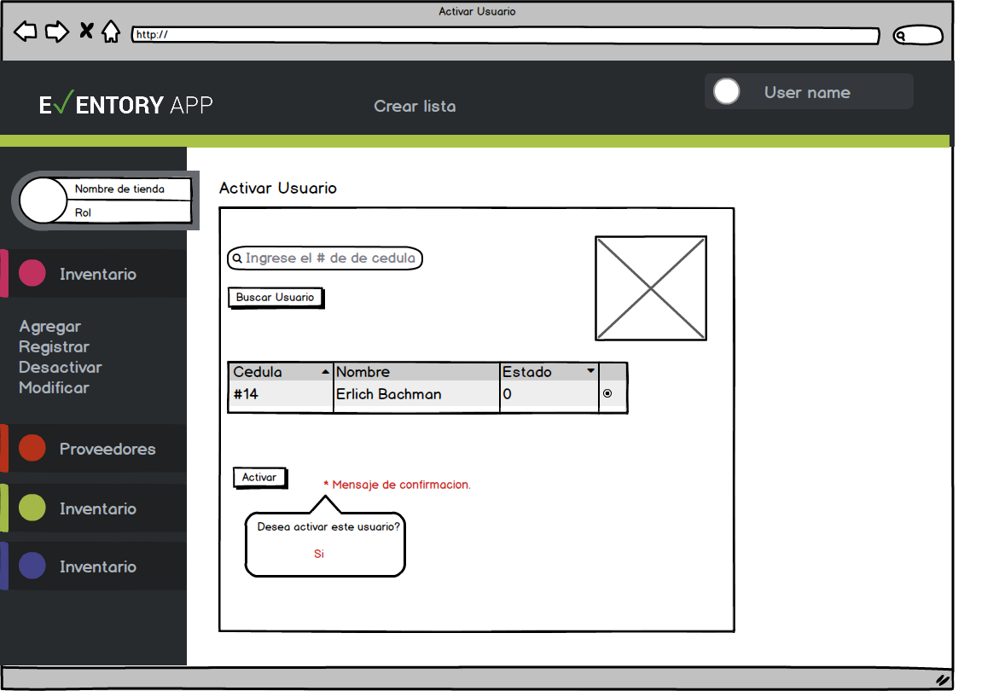 Activar Usuario
http://
E✓ENTORY APP
Crear lista
User name
Nombre de tienda
Rol
Inventario
Agregar
Registrar
Desactivar
Modificar
Proveedores
Inventario
Inventario
Activar Usuario
Ingrese el # de de cedula
Buscar Usuario
Cedula Nombre Estado
#14 Erlich Bachman 0
Activar
* Mensaje de confirmacion.
Desea activar este usuario?
Si